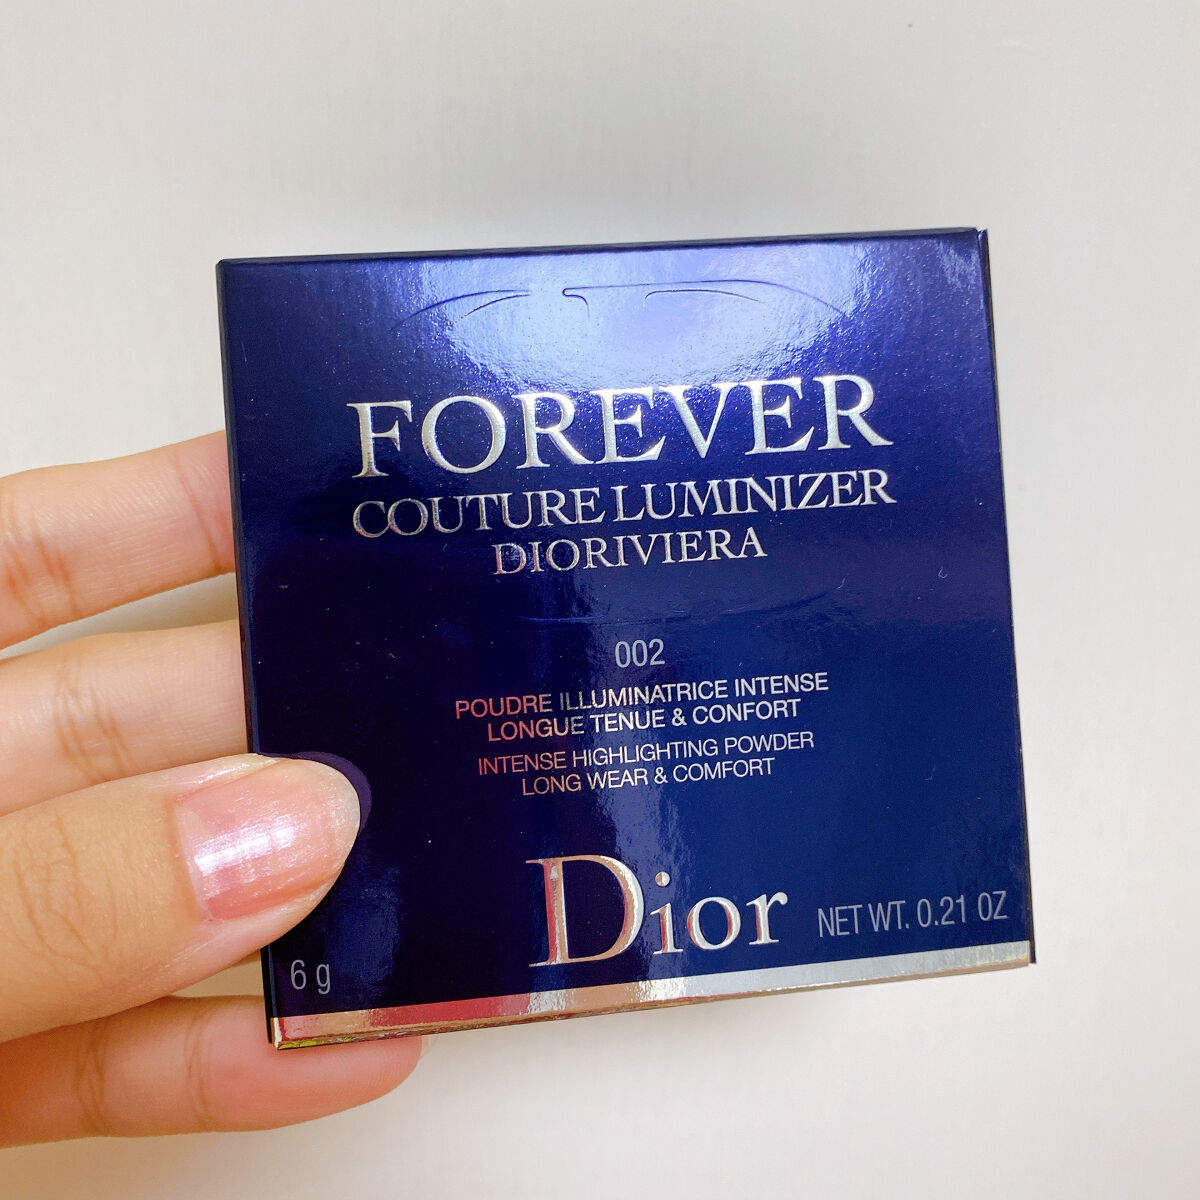 FOREVER
COUTURE LUMINIZER
DIORIVIERA
002
POUDRE ILLUMINATRICE INTENSE
LONGUE TENUE & CONFORT
INTENSE HIGHLIGHTING POWDER
LONG WEAR & COMFORT
Dior
6 g
NET WT. 0.21 OZ